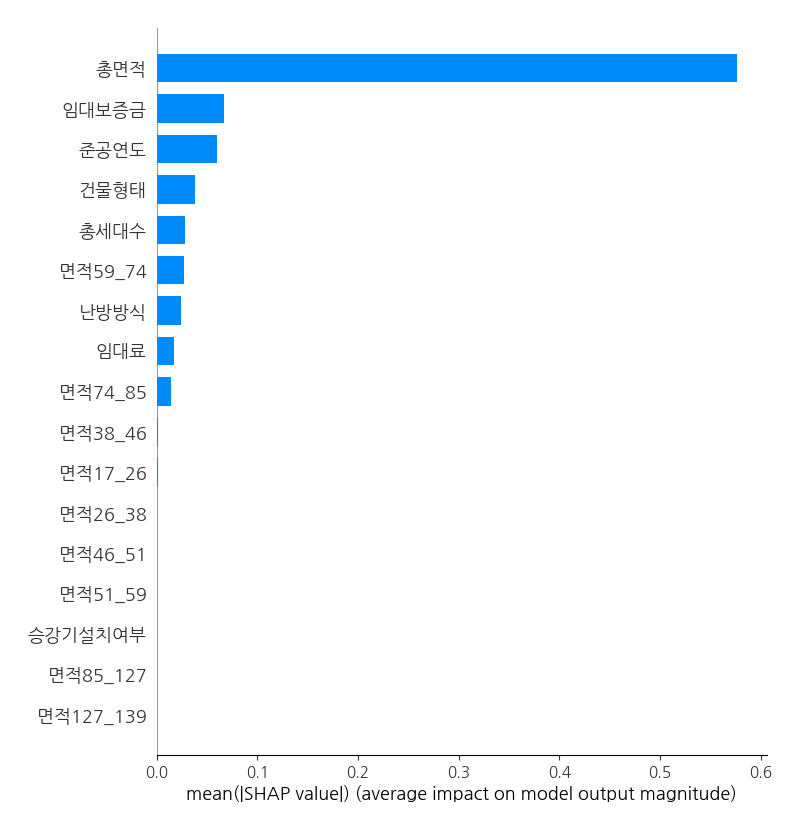 총면적
임대보증금
준공연도
건물형태
총세대수
면적59_74
난방방식
임대료
면적74_85
면적38_46
면적17_26
면적26_38
면적46_51
면적51_59
승강기설치여부
면적85_127
면적127_139
0.0 0.1 0.2 0.3 0.4 0.5 0.6
mean(|SHAP value|) (average impact on model output magnitude)